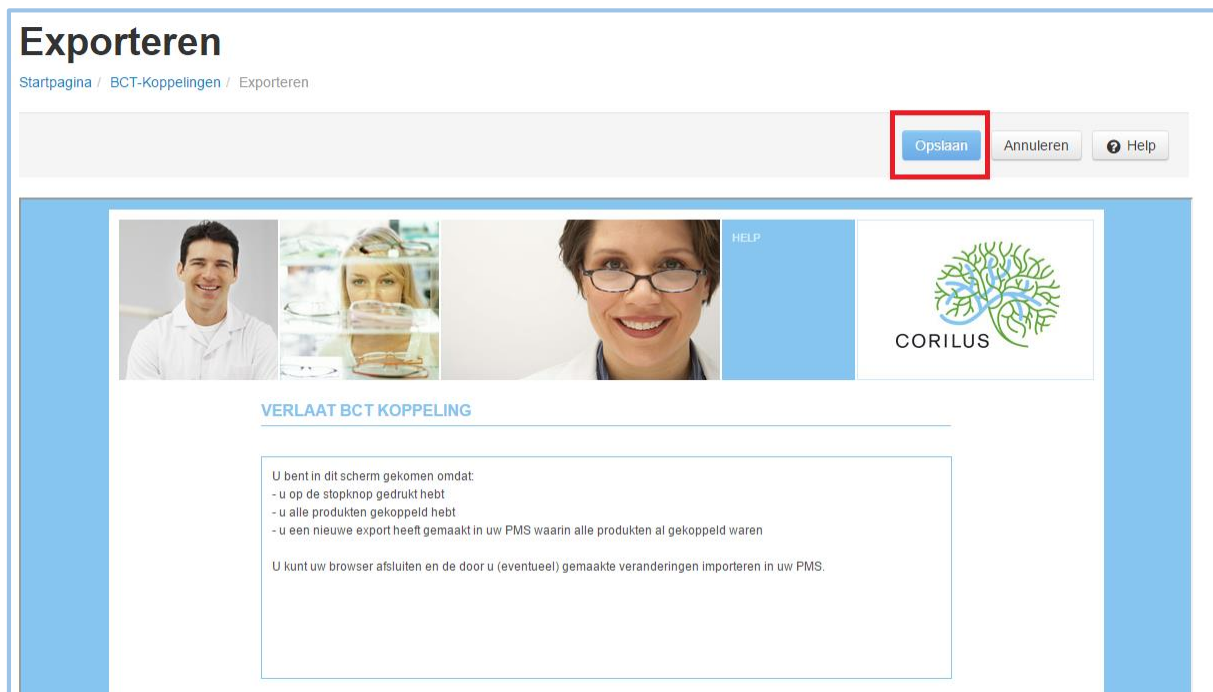 Exporteren
Startpagina / BCT-Koppelingen / Exporteren
Opslaan Annuleren Help
HELP
CORILUS
VERLAAT BCT KOPPELING
U bent in dit scherm gekomen omdat:
- u op de stopknop gedrukt hebt
- u alle produkten gekoppeld hebt
- u een nieuwe export heeft gemaakt in uw PMS waarin alle produkten al gekoppeld waren
U kunt uw browser afsluiten en de door u (eventueel) gemaakte veranderingen importeren in uw PMS.